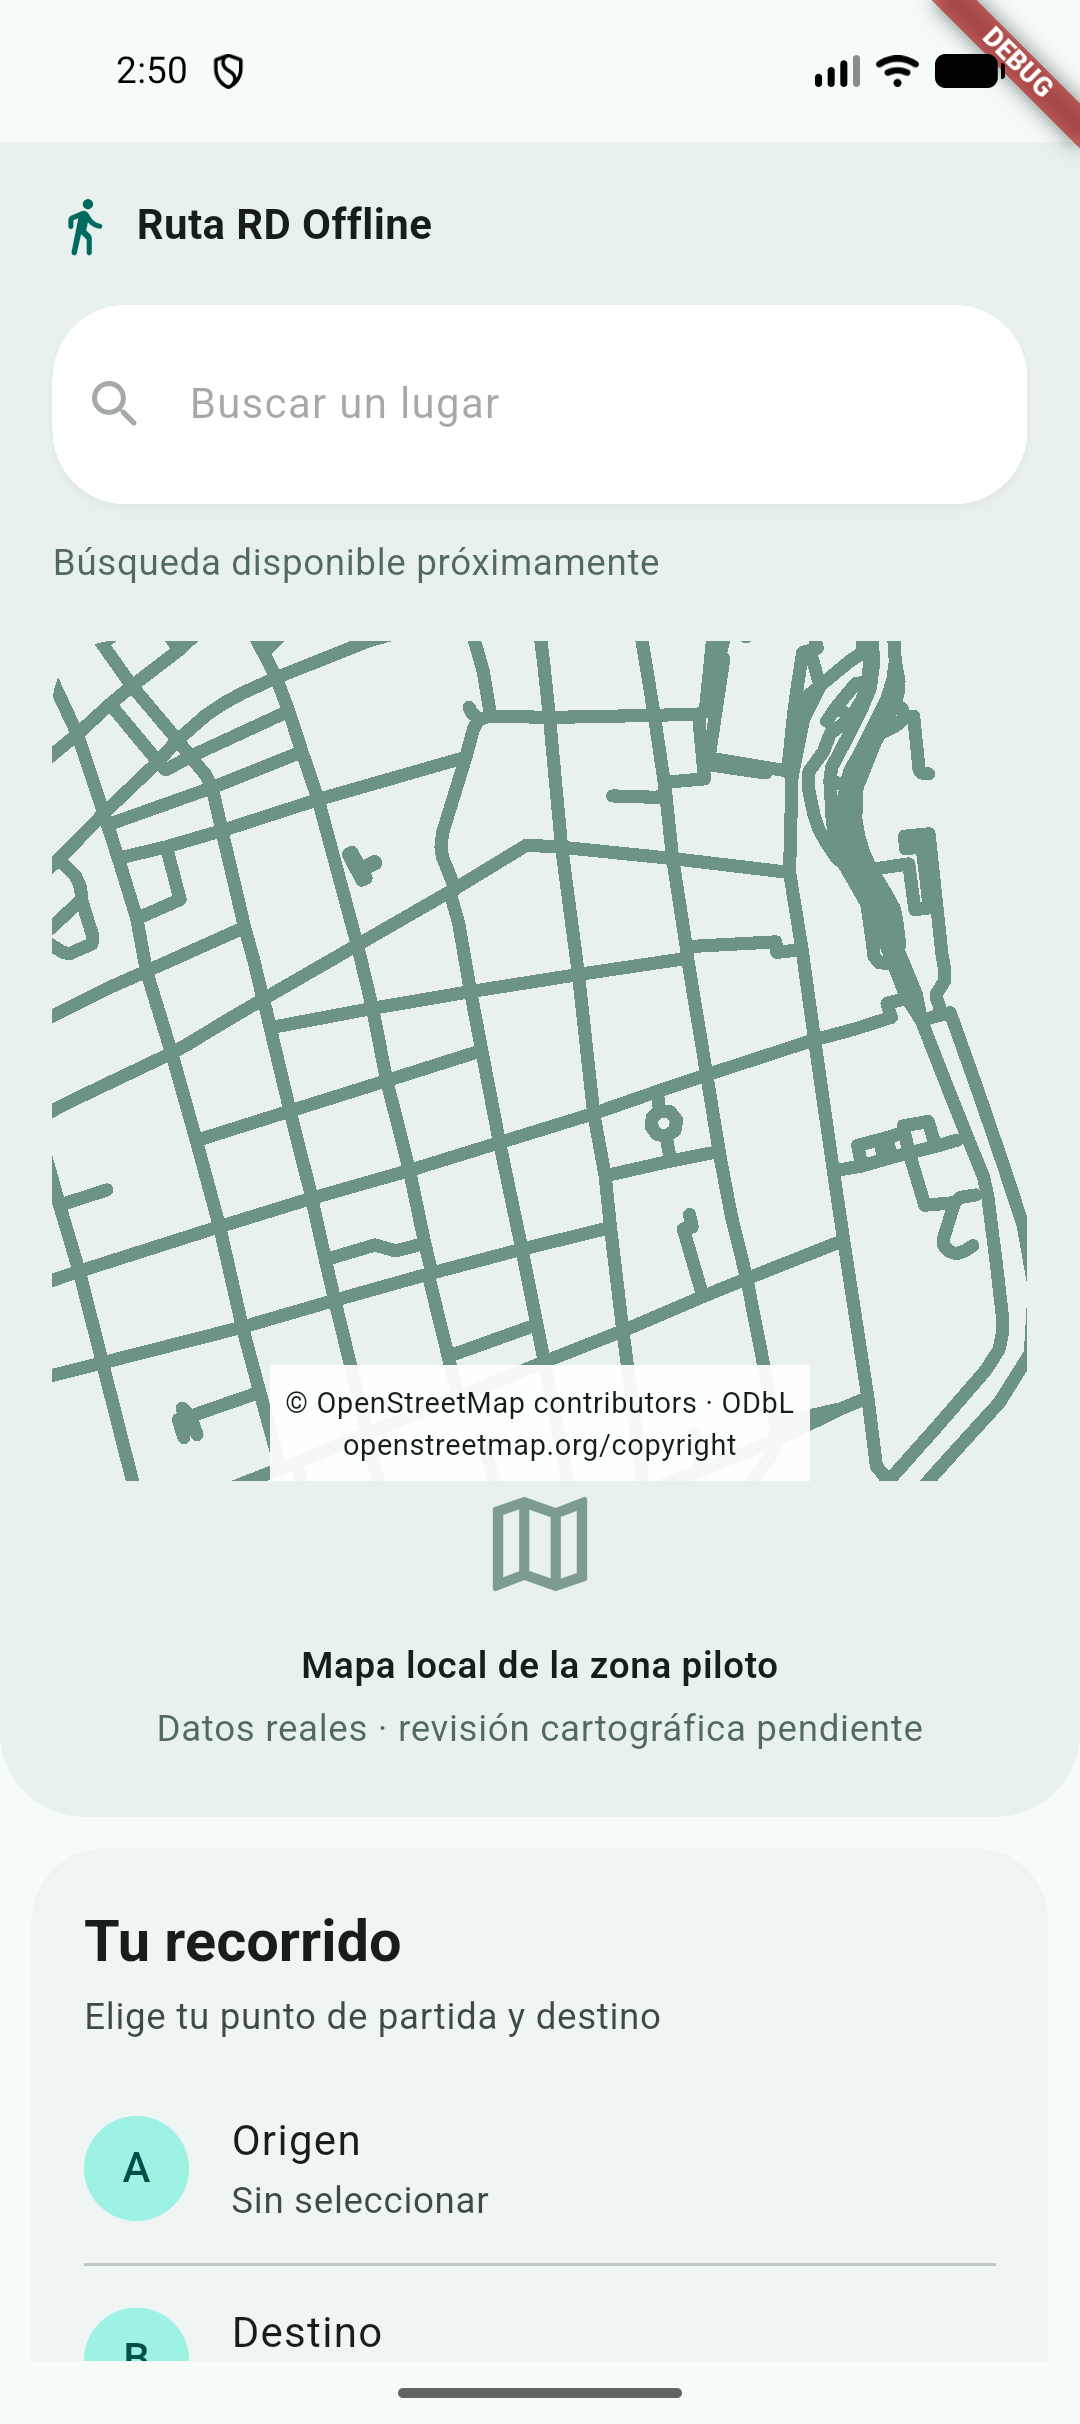 2:50
DEBUG
Ruta RD Offline
Buscar un lugar
Búsqueda disponible próximamente
© OpenStreetMap contributors · ODbL
openstreetmap.org/copyright
Mapa local de la zona piloto
Datos reales · revisión cartográfica pendiente
Tu recorrido
Elige tu punto de partida y destino
A
Origen
Sin seleccionar
B
Destino